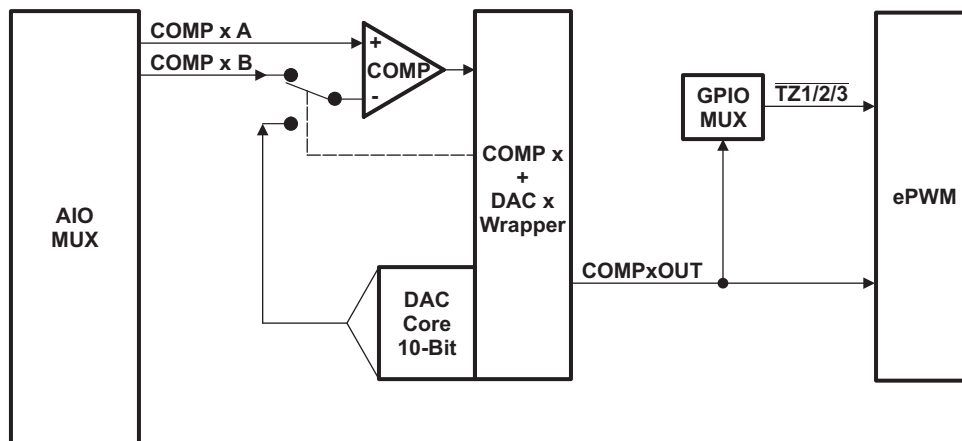 COMP x A
COMP x B
+
COMP
-
AIO
MUX
COMP x
+
DAC x
Wrapper
DAC
Core
10-Bit
COMPxOUT
GPIO
MUX
TZ1/2/3
ePWM